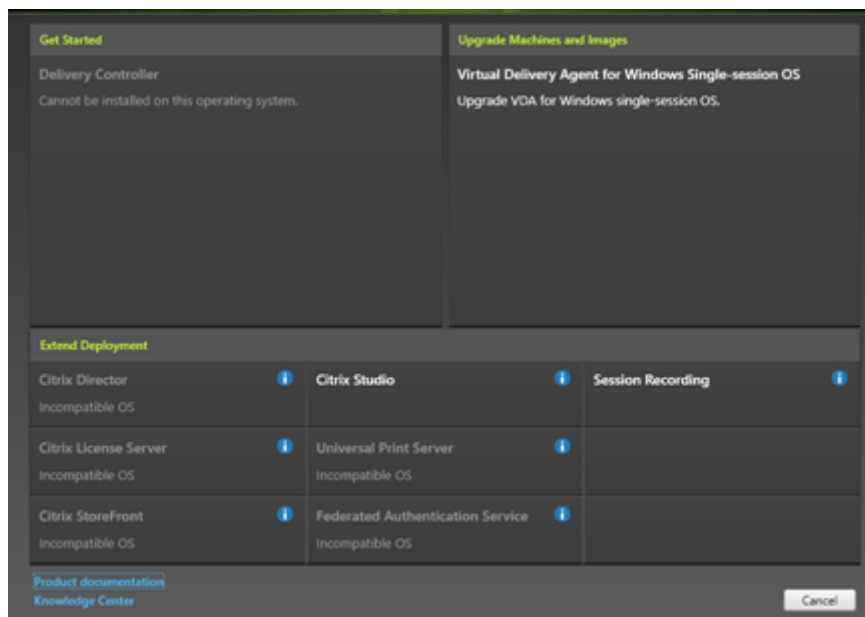 Get Started
Delivery Controller
Cannot be installed on this operating system.
Upgrade Machines and Images
Virtual Delivery Agent for Windows Single-session OS
Upgrade VDA for Windows single-session OS.
Extend Deployment
Citrix Director
Incompatible OS
Citrix Studio
Session Recording
Citrix License Server
Incompatible OS
Universal Print Server
Incompatible OS
Citrix StoreFront
Incompatible OS
Federated Authentication Service
Incompatible OS
Product documentation
Knowledge Center
Cancel